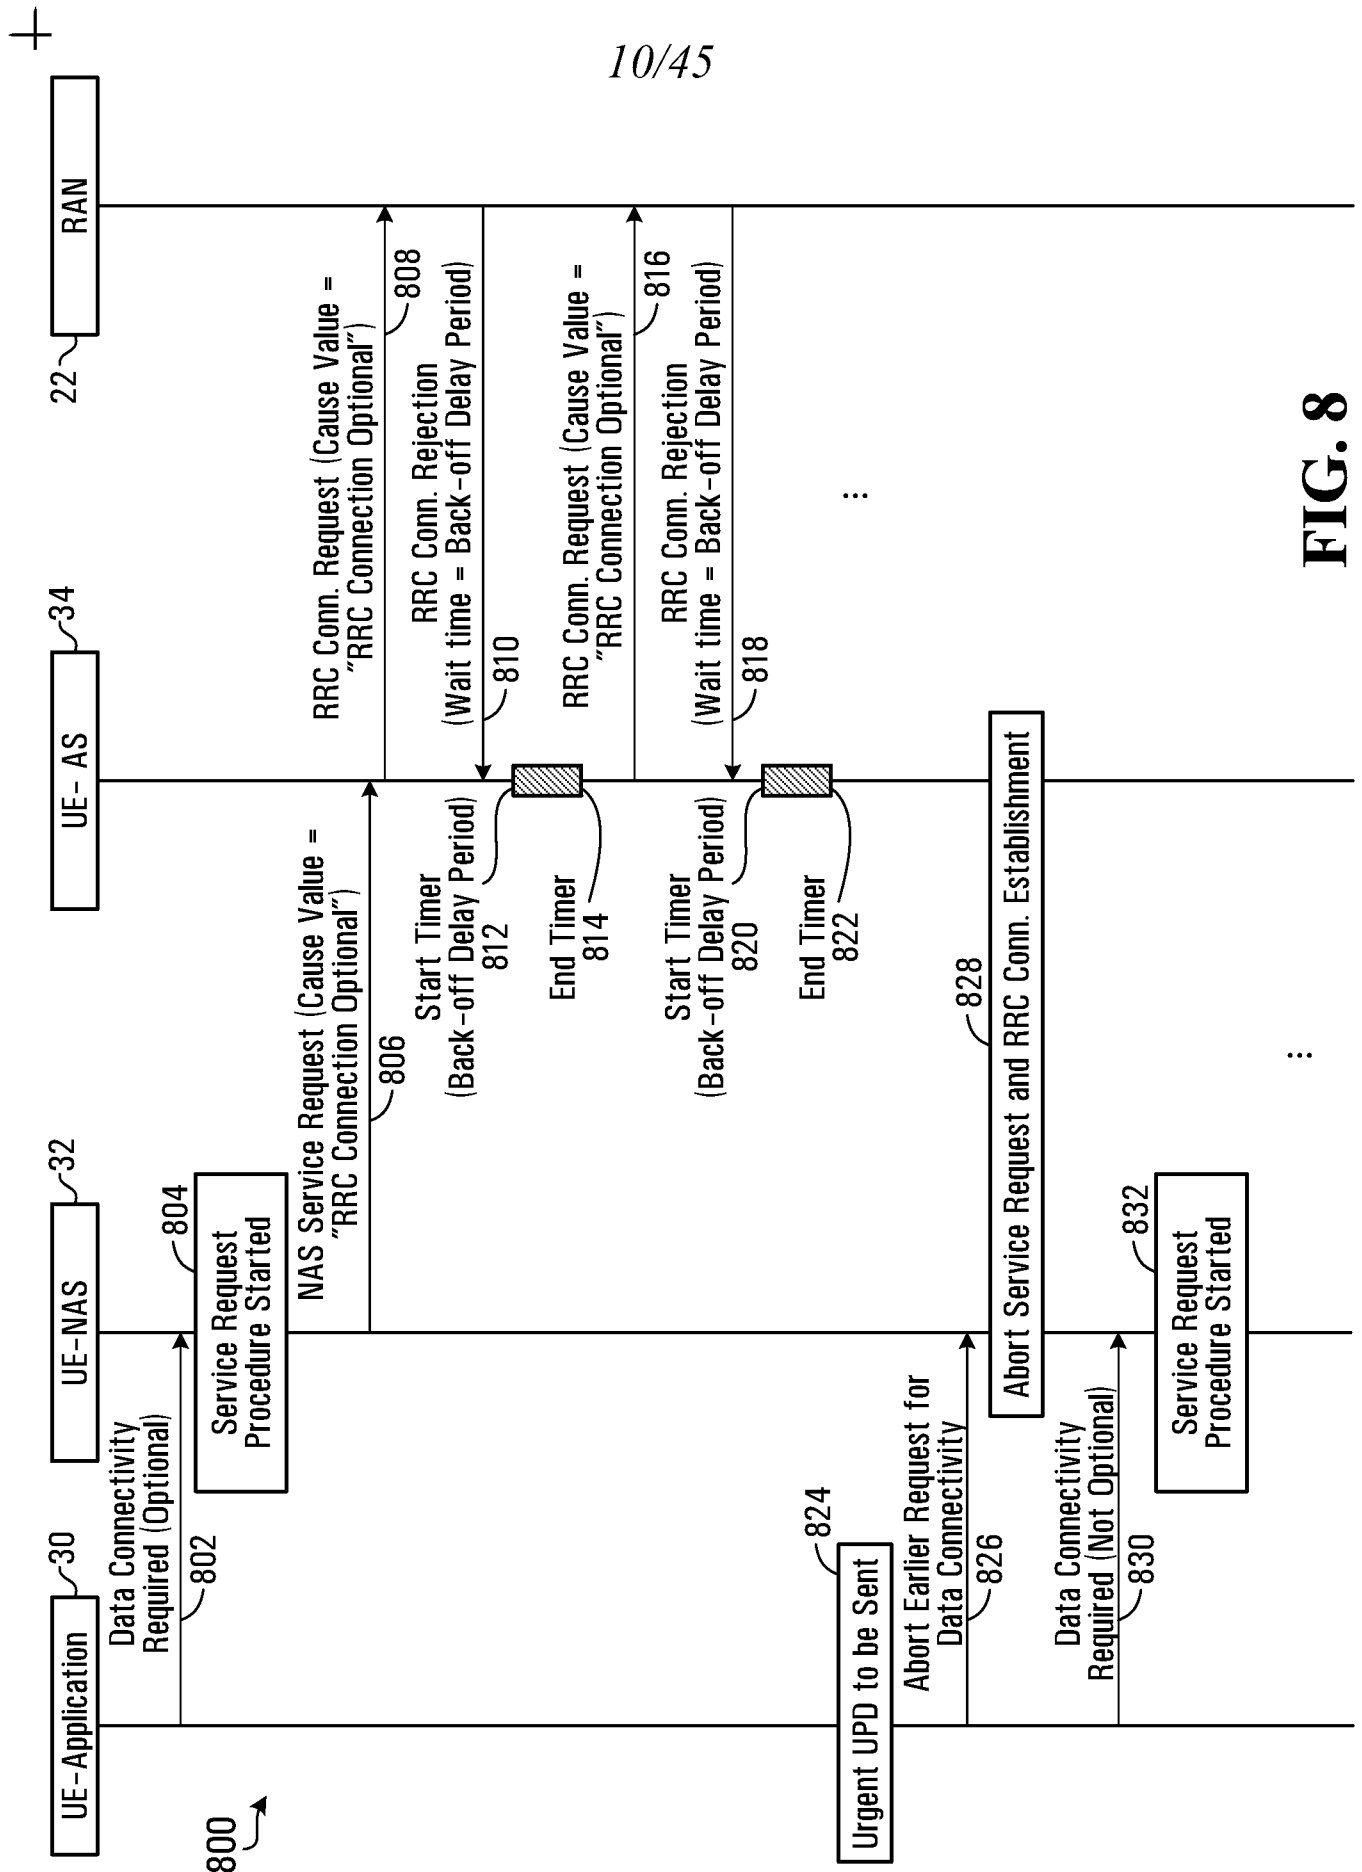 10/45
800
UE-Application
30
UE-NAS
32
UE- AS
34
RAN
22
Data Connectivity
Required (Optional)
802
804
Service Request
Procedure Started
NAS Service Request (Cause Value =
"RRC Connection Optional")
806
RRC Conn. Request (Cause Value =
"RRC Connection Optional")
808
RRC Conn. Rejection
(Wait time = Back-off Delay Period)
810
Start Timer
(Back-off Delay Period)
812
End Timer
814
RRC Conn. Request (Cause Value =
"RRC Connection Optional")
816
RRC Conn. Rejection
(Wait time = Back-off Delay Period)
818
Start Timer
(Back-off Delay Period)
820
End Timer
822
...
824
Urgent UPD to be Sent
Abort Earlier Request for
Data Connectivity
826
828
Abort Service Request and RRC Conn. Establishment
Data Connectivity
Required (Not Optional)
830
832
Service Request
Procedure Started
...
FIG. 8